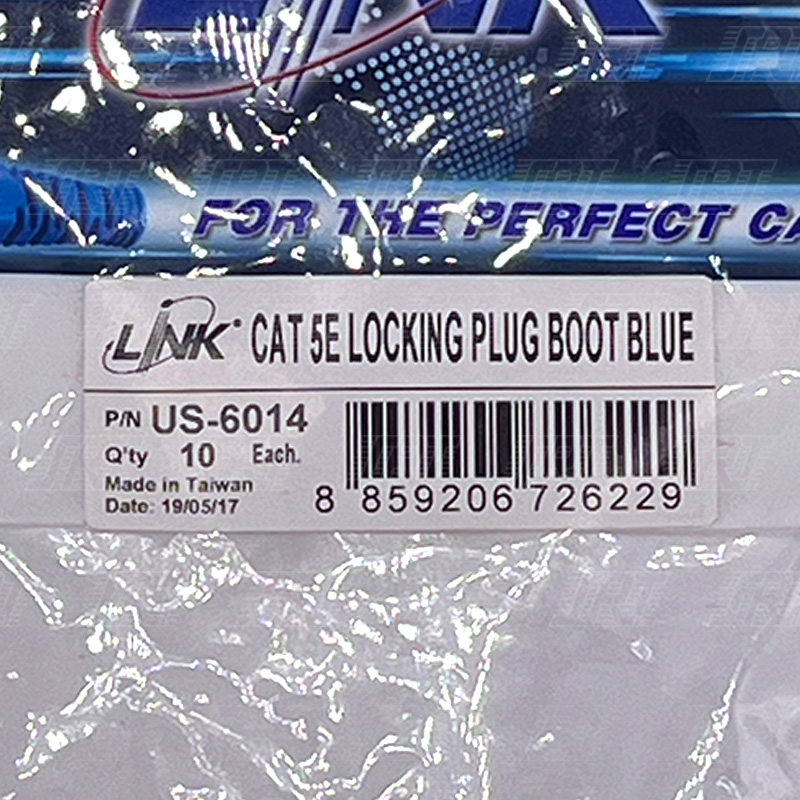 LINK
FOR THE PERFECT CA
LINK CAT 5E LOCKING PLUG BOOT BLUE
P/N US-6014
Q'ty 10 Each.
Made in Taiwan
Date: 19/05/17
8 859206 726229